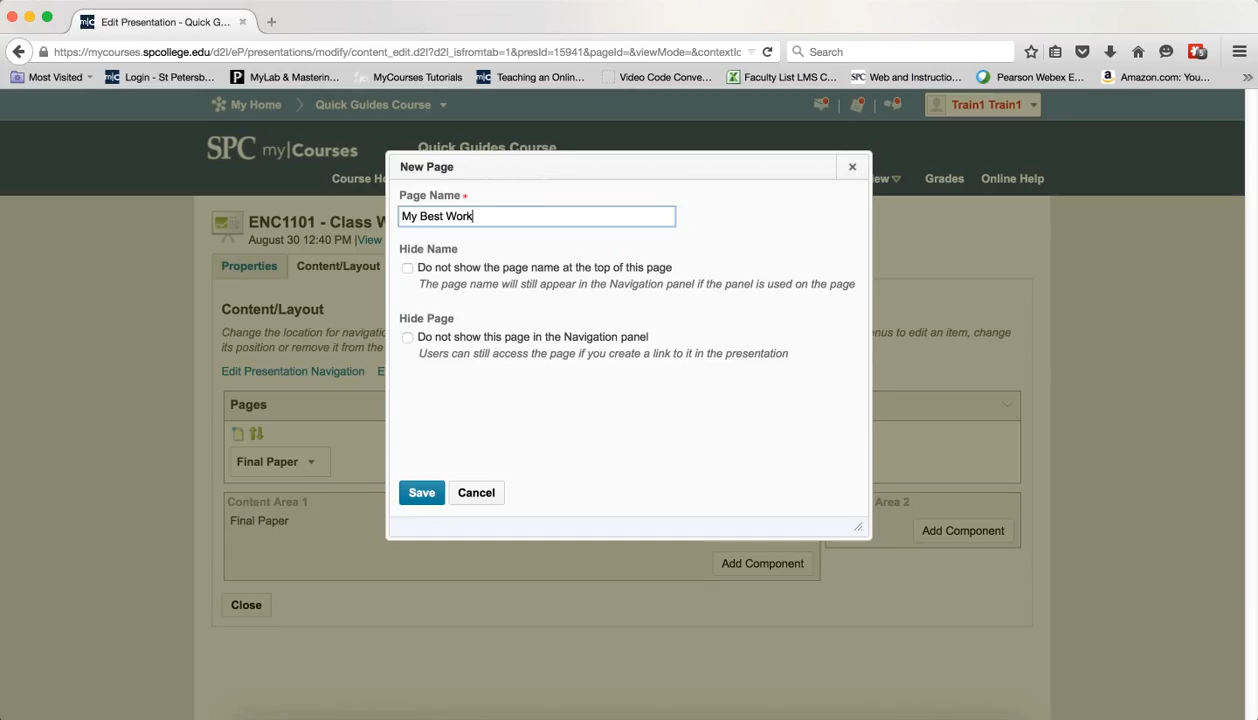 Edit Presentation - Quick G...
https://mycourses.spcollege.edu/d2l/eP/presentations/modify/content_edit.d2l?d2l_isfromtab=1&presId=15941&pageId=&viewMode=&contextIc
Search
Most Visited
Login - St Petersb...
MyLab & Mastering...
MyCourses Tutorials
Teaching an Onlin...
Video Code Conve...
Faculty List LMS C...
Web and Instructio...
Pearson Webex E...
Amazon.com: You...
My Home
Quick Guides Course
Train1 Train1
SPC my|Courses
Quick Guides Course
Course Ho
ew
Grades
Online Help
ENC1101 - Class W
August 30 12:40 PM |View
Properties
Content/Layout
Content/Layout
Change the location for navigatio
nus to edit an item, change
its position or remove it from the
Edit Presentation Navigation
E
Pages
Final Paper
Content Area 1
Final Paper
Add Component
Area 2
Add Component
Close
New Page
Page Name *
My Best Work
Hide Name
Do not show the page name at the top of this page
The page name will still appear in the Navigation panel if the panel is used on the page
Hide Page
Do not show this page in the Navigation panel
Users can still access the page if you create a link to it in the presentation
Save
Cancel